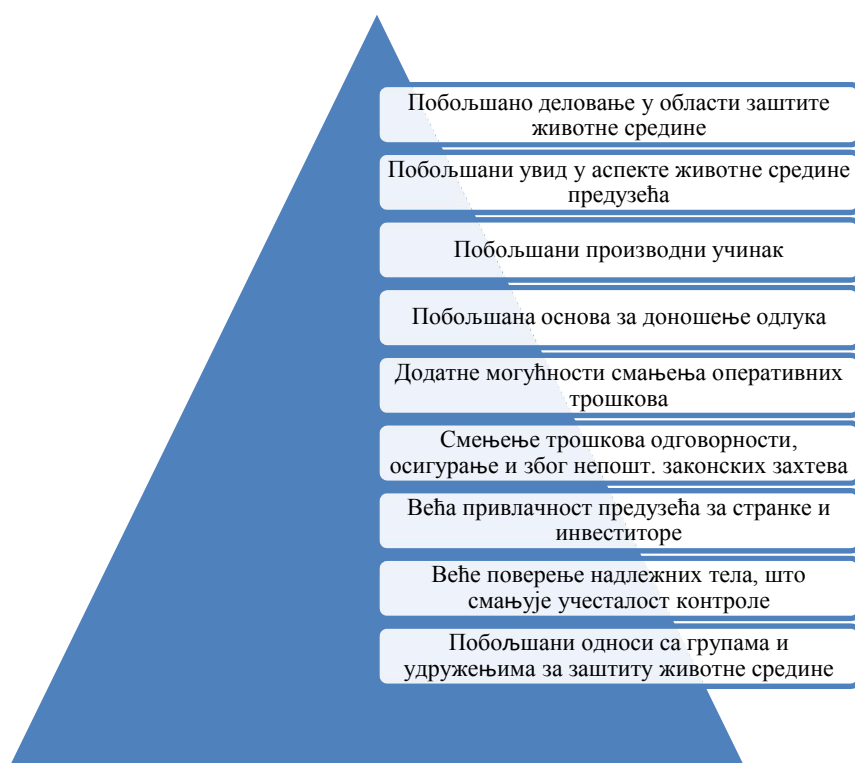 Побољшано деловање у области заштите
животне средине
Побољшани увид у аспекте животне средине
предузећа
Побољшани производни учинак
Побољшана основа за доношење одлука
Додатне могућности смањења оперативних
трошкова
Смењење трошкова одговорности,
осигурање и због непошт. законских захтева
Већа привлачност предузећа за странке и
инвеститоре
Веће поверење надлежних тела, што
смањује учесталост контроле
Побољшани односи са групама и
удружењима за заштиту животне средине